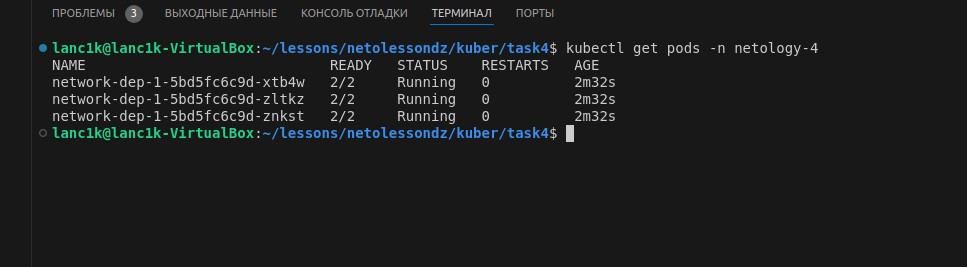 ПРОБЛЕМЫ 3 ВЫХОДНЫЕ ДАННЫЕ КОНСОЛЬ ОТЛАДКИ ТЕРМИНАЛ ПОРТЫ
lanc1k@lanc1k-VirtualBox:~/lessons/netolessondz/kuber/task4$ kubectl get pods -n netology-4
NAME READY STATUS RESTARTS AGE
network-dep-1-5bd5fc6c9d-xtb4w 2/2 Running 0 2m32s
network-dep-1-5bd5fc6c9d-zltkz 2/2 Running 0 2m32s
network-dep-1-5bd5fc6c9d-znkst 2/2 Running 0 2m32s
lanc1k@lanc1k-VirtualBox:~/lessons/netolessondz/kuber/task4$